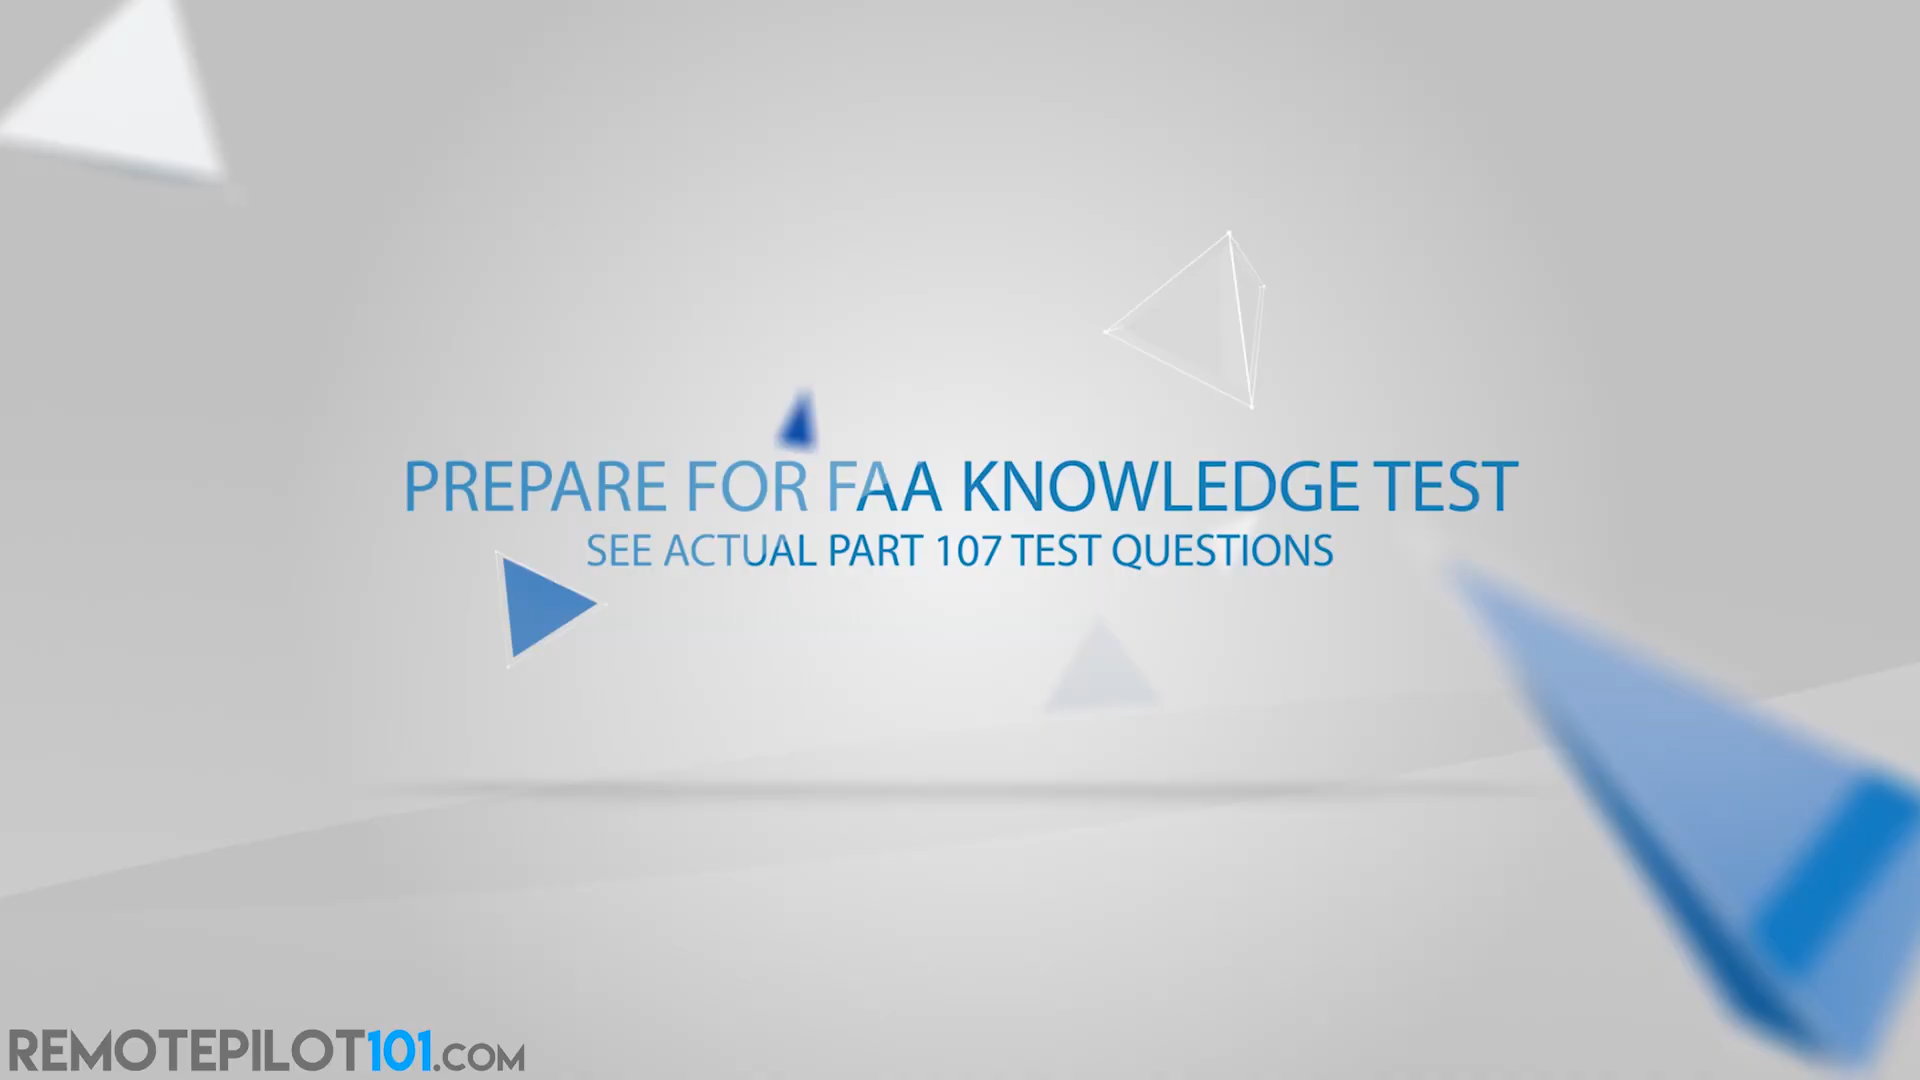 PREPARE FOR FAA KNOWLEDGE TEST
SEE ACTUAL PART 107 TEST QUESTIONS
REMOTEPILOT101.COM